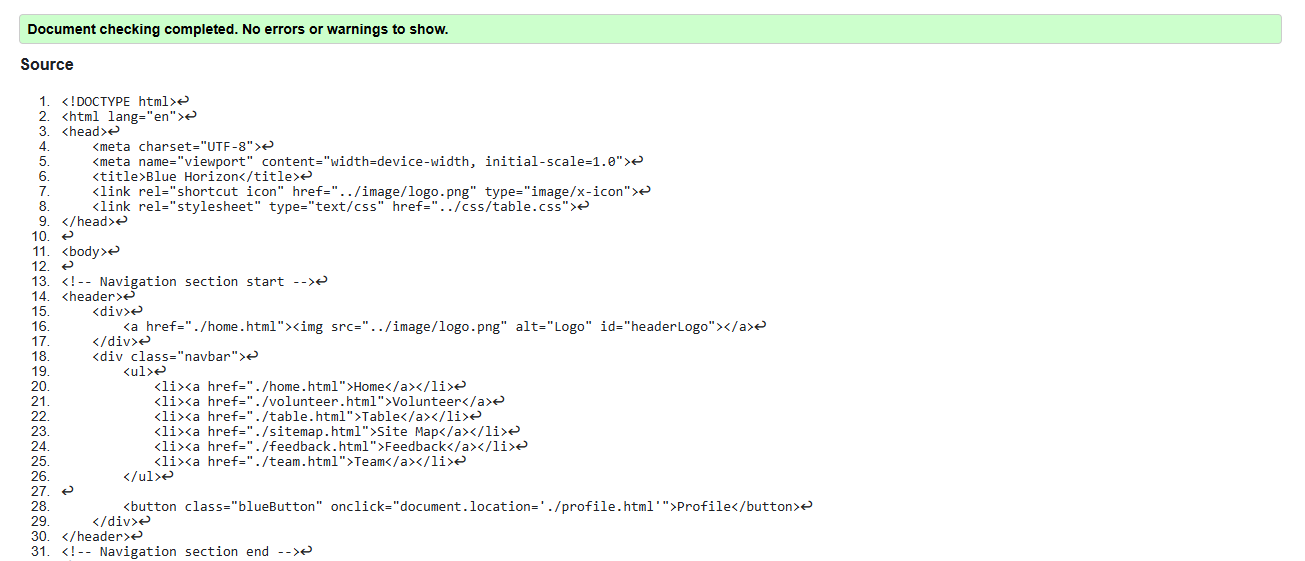 Document checking completed. No errors or warnings to show.
Source
1. <!DOCTYPE html>↩
2. <html lang="en">↩
3. <head>↩
4.     <meta charset="UTF-8">↩
5.     <meta name="viewport" content="width=device-width, initial-scale=1.0">↩
6.     <title>Blue Horizon</title>↩
7.     <link rel="shortcut icon" href="../image/logo.png" type="image/x-icon">↩
8.     <link rel="stylesheet" type="text/css" href="../css/table.css">↩
9. </head>↩
10. ↩
11. <body>↩
12. ↩
13. <!-- Navigation section start -->↩
14. <header>↩
15.     <div>↩
16.         <a href="./home.html"><img src="../image/logo.png" alt="Logo" id="headerLogo"></a>↩
17.     </div>↩
18.     <div class="navbar">↩
19.         <ul>↩
20.             <li><a href="./home.html">Home</a></li>↩
21.             <li><a href="./volunteer.html">Volunteer</a>↩
22.             <li><a href="./table.html">Table</a></li>↩
23.             <li><a href="./sitemap.html">Site Map</a></li>↩
24.             <li><a href="./feedback.html">Feedback</a></li>↩
25.             <li><a href="./team.html">Team</a></li>↩
26.         </ul>↩
27. ↩
28.         <button class="blueButton" onclick="document.location='./profile.html'">Profile</button>↩
29.     </div>↩
30. </header>↩
31. <!-- Navigation section end -->↩